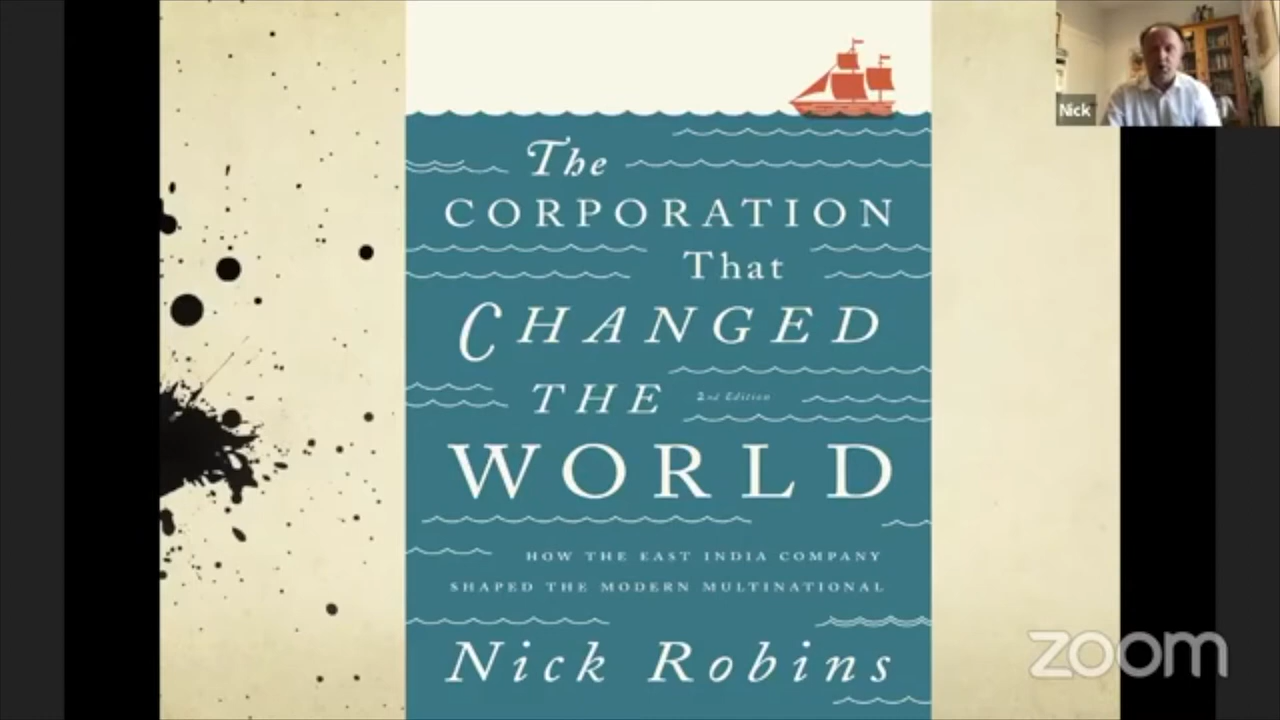 The
CORPORATION
That
CHANGED
THE 2nd Edition
WORLD
HOW THE EAST INDIA COMPANY
SHAPED THE MODERN MULTINATIONAL
Nick Robins
Nick
zoom